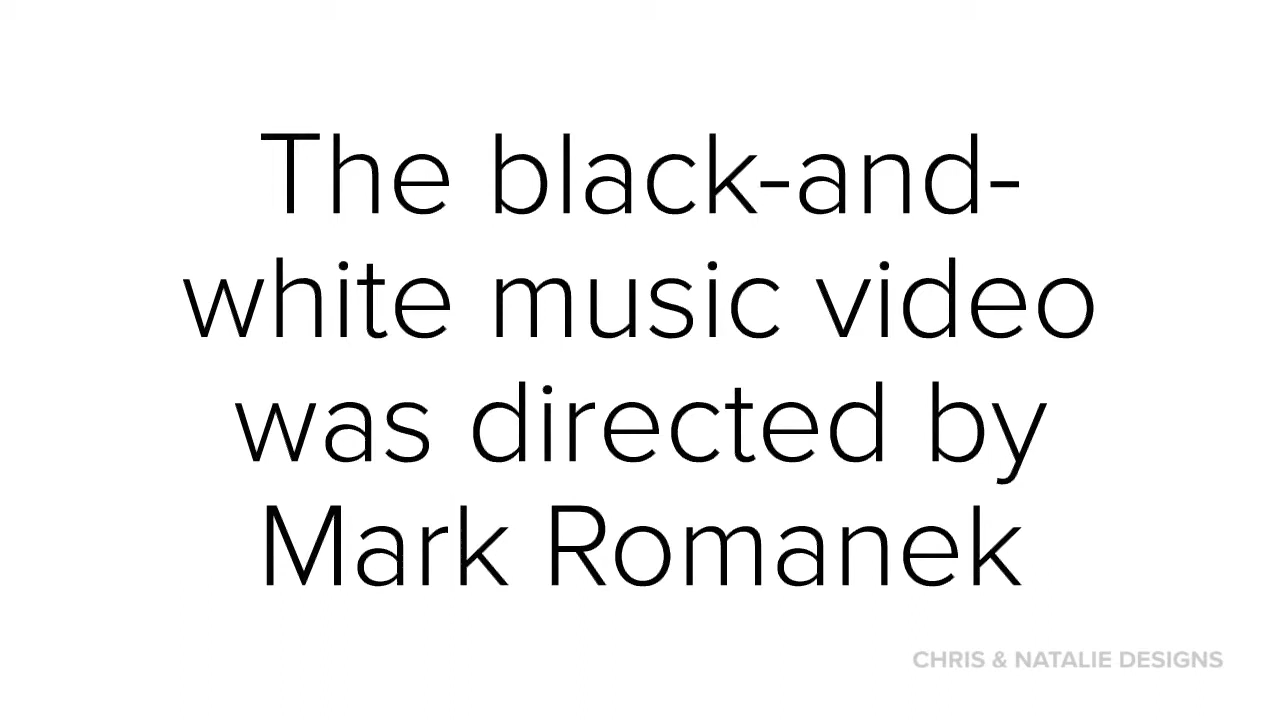 The black-and-
white music video
was directed by
Mark Romanek
CHRIS & NATALIE DESIGNS